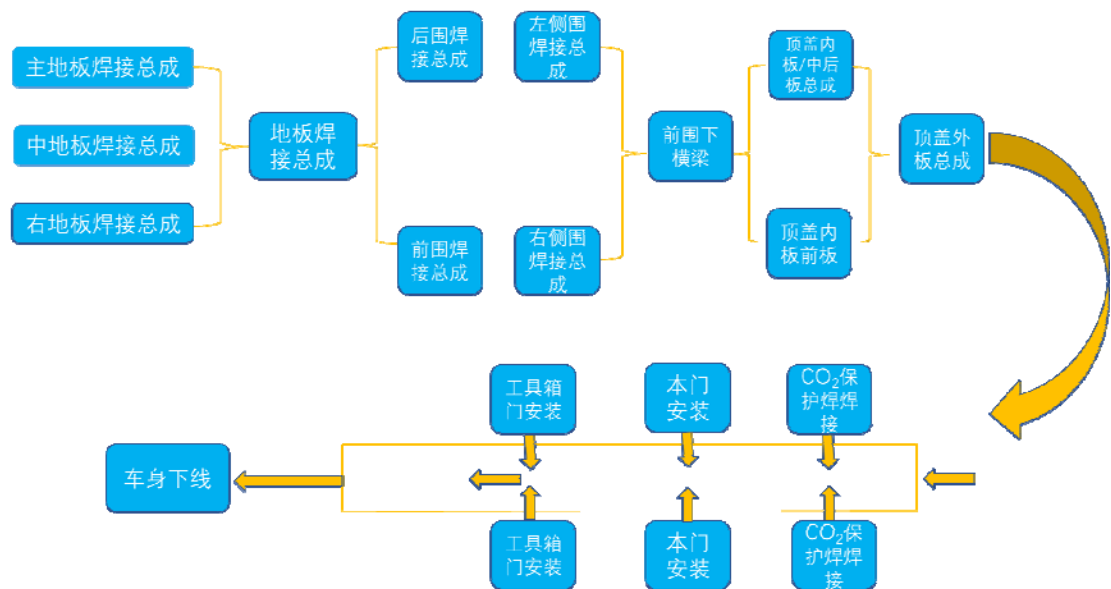 主地板焊接总成
中地板焊接总成
右地板焊接总成
地板焊
接总成
后围焊
接总成
前围焊
接总成
左侧围
焊接总
成
右侧围
焊接总
成
前围下
横梁
顶盖内
板/中后
板总成
顶盖内
板前板
顶盖外
板总成
工具箱
门安装
本门
安装
CO₂保
护焊焊
接
车身下线
工具箱
门安装
本门
安装
CO₂保
护焊焊
接